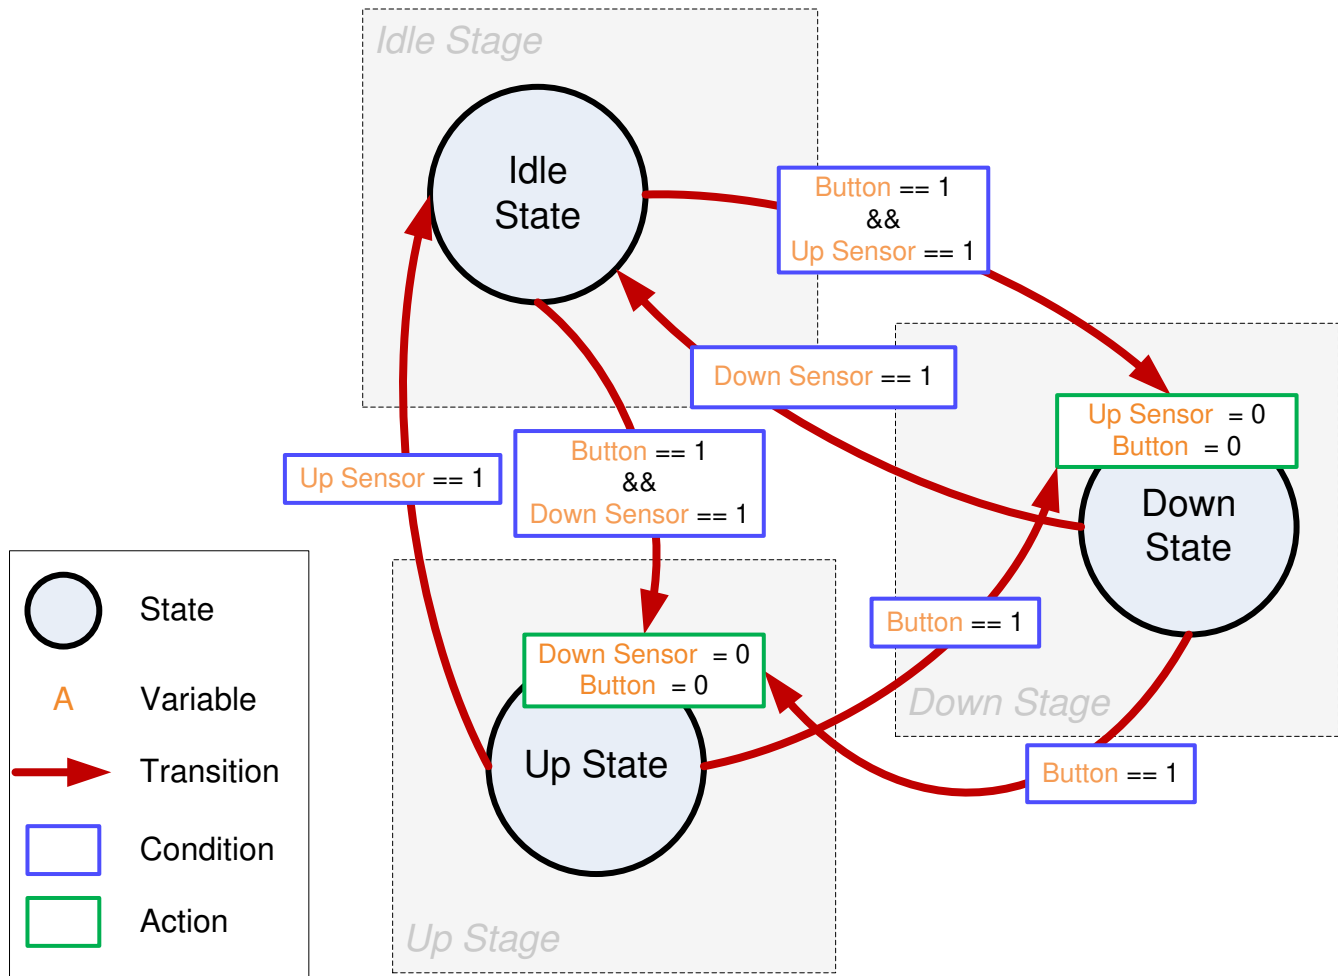 Idle Stage
Idle
State
Button == 1
&&
Up Sensor == 1
Down Sensor == 1
Up Sensor = 0
Button = 0
Down
State
Button == 1
&&
Down Sensor == 1
Up Sensor == 1
Button == 1
Down Stage
Button == 1
Down Sensor = 0
Button = 0
Up State
Up Stage
State
A
Variable
Transition
Condition
Action